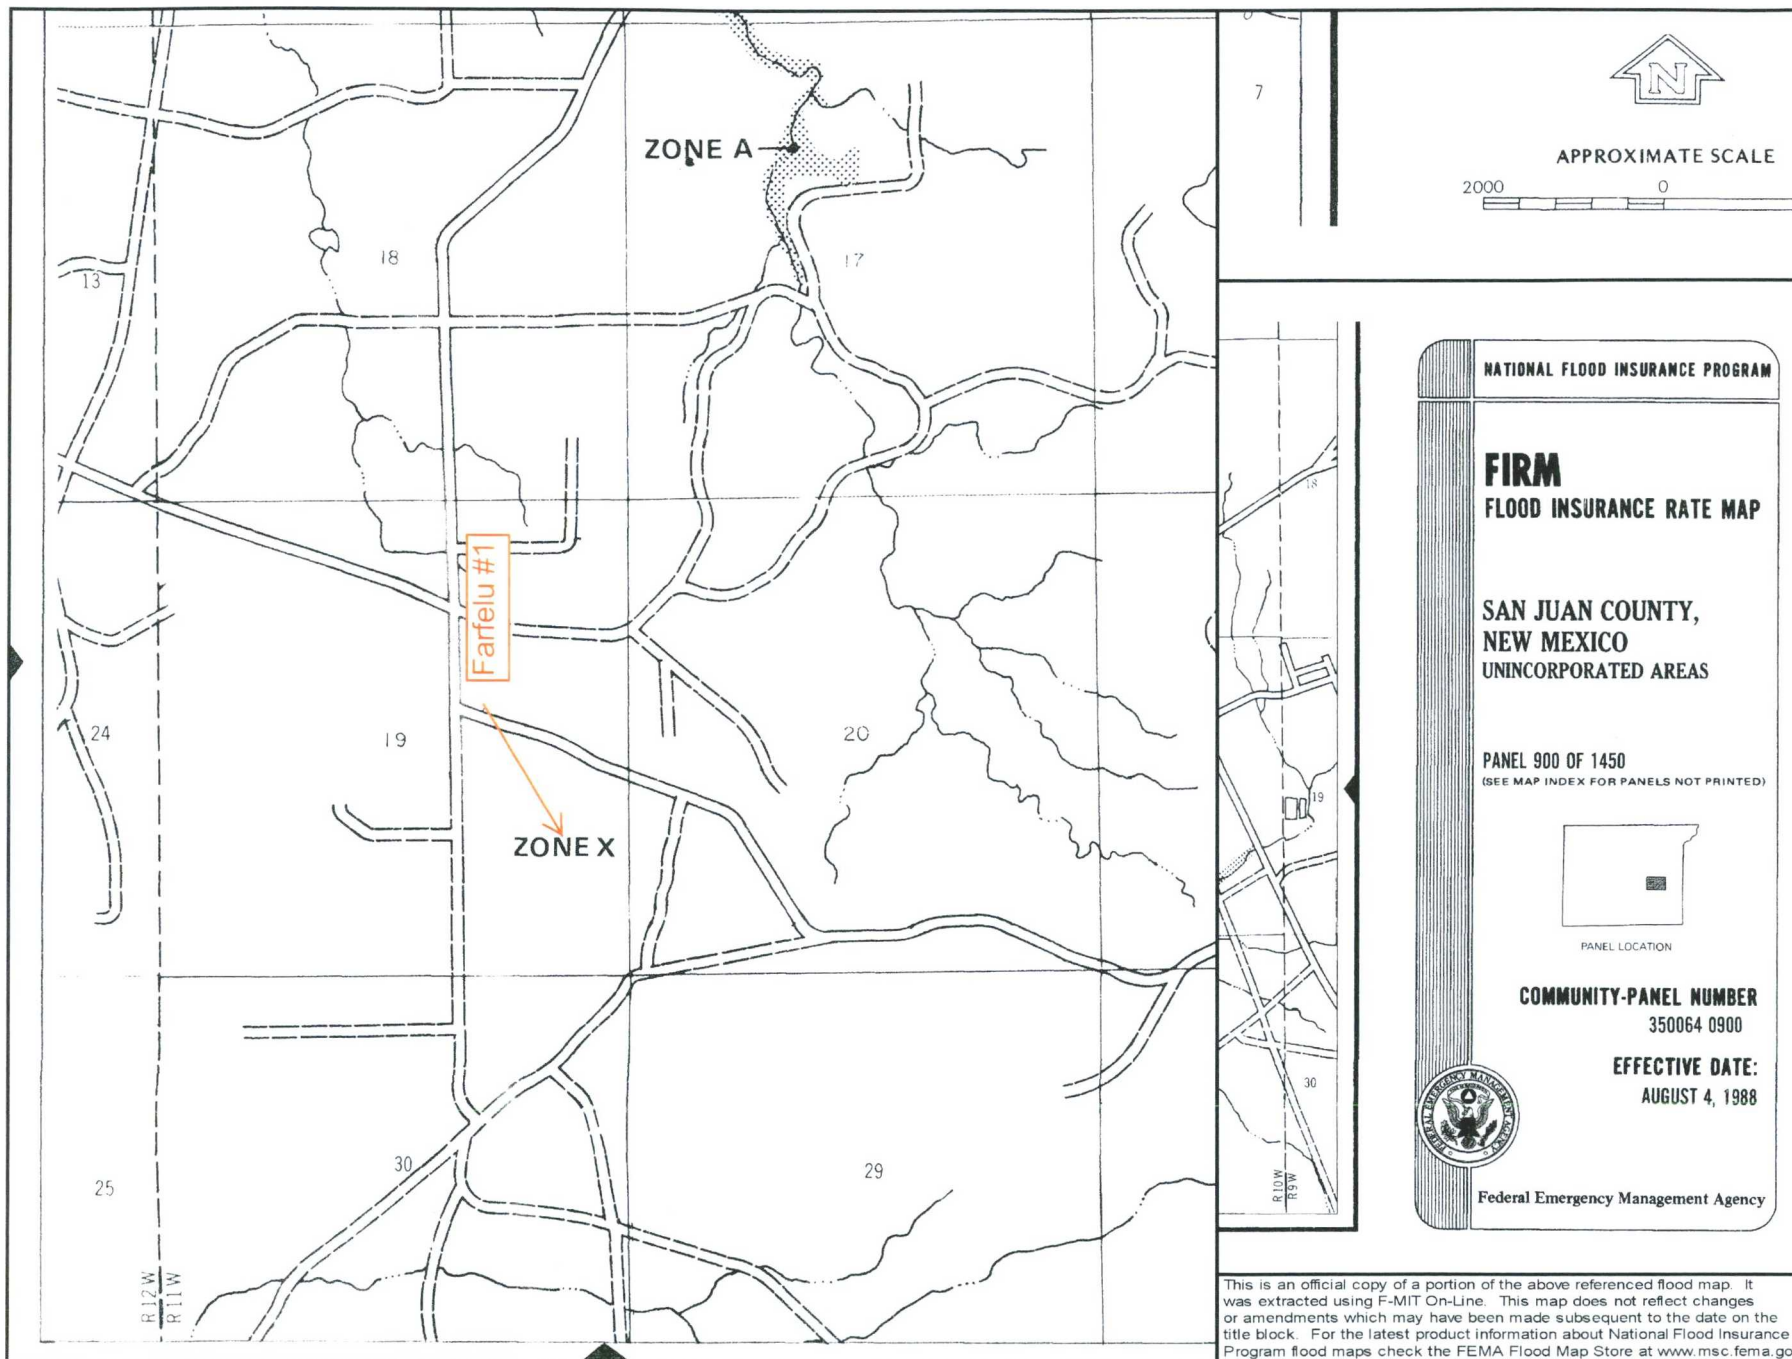 ZONE A
18
17
13
Farfelu #1
24
19
20
ZONE X
30
29
25
R12W
R11W
6
7
N
APPROXIMATE SCALE
2000 0
18
19
30
R10W
R9W
NATIONAL FLOOD INSURANCE PROGRAM
FIRM
FLOOD INSURANCE RATE MAP
SAN JUAN COUNTY,
NEW MEXICO
UNINCORPORATED AREAS
PANEL 900 OF 1450
(SEE MAP INDEX FOR PANELS NOT PRINTED)
PANEL LOCATION
COMMUNITY-PANEL NUMBER
350064 0900
EFFECTIVE DATE:
AUGUST 4, 1988
FEDERAL EMERGENCY MANAGEMENT AGENCY
Federal Emergency Management Agency
This is an official copy of a portion of the above referenced flood map. It
was extracted using F-MIT On-Line. This map does not reflect changes
or amendments which may have been made subsequent to the date on the
title block. For the latest product information about National Flood Insurance
Program flood maps check the FEMA Flood Map Store at www.msc.fema.go